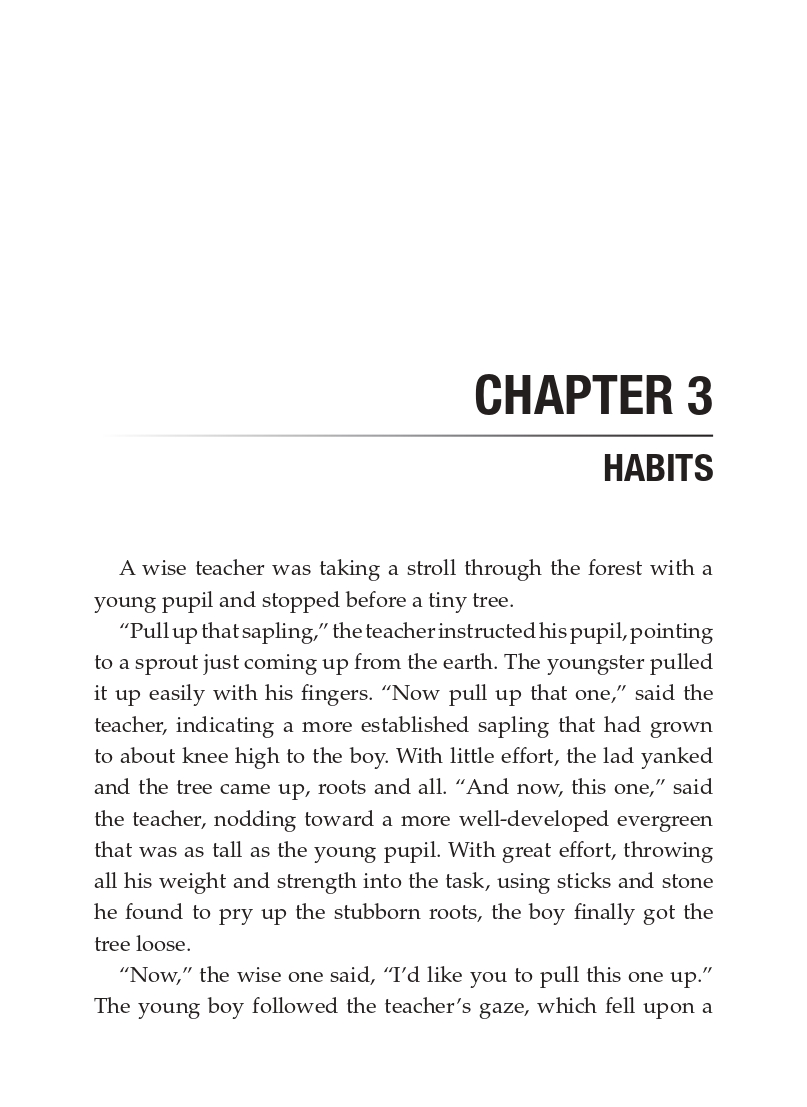 CHAPTER 3
HABITS
A wise teacher was taking a stroll through the forest with a
young pupil and stopped before a tiny tree.
“Pull up that sapling,” the teacher instructed his pupil, pointing
to a sprout just coming up from the earth. The youngster pulled
it up easily with his fingers. “Now pull up that one,” said the
teacher, indicating a more established sapling that had grown
to about knee high to the boy. With little effort, the lad yanked
and the tree came up, roots and all. “And now, this one,” said
the teacher, nodding toward a more well-developed evergreen
that was as tall as the young pupil. With great effort, throwing
all his weight and strength into the task, using sticks and stone
he found to pry up the stubborn roots, the boy finally got the
tree loose.
“Now,” the wise one said, “I’d like you to pull this one up.”
The young boy followed the teacher’s gaze, which fell upon a